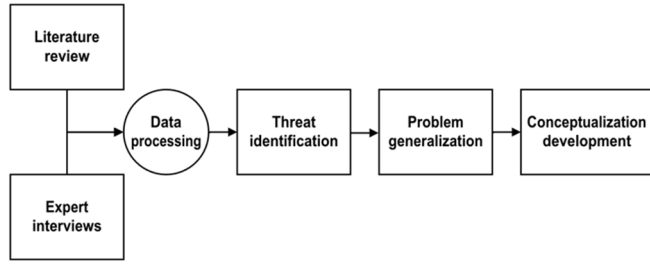 Literature
review
Data
processing
Threat
identification
Problem
generalization
Conceptualization
development
Expert
interviews